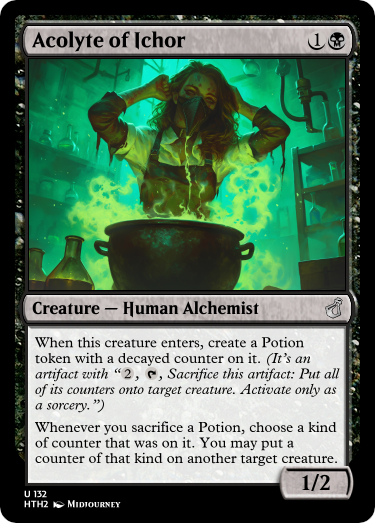 Acolyte of Ichor 1
Creature — Human Alchemist
When this creature enters, create a Potion
token with a decayed counter on it. (It's an
artifact with “2, , Sacrifice this artifact: Put all
of its counters onto target creature. Activate only as
a sorcery.”)
Whenever you sacrifice a Potion, choose a kind
of counter that was on it. You may put a
counter of that kind on another target creature.
1/2
U 132
HTH2 Midjourney